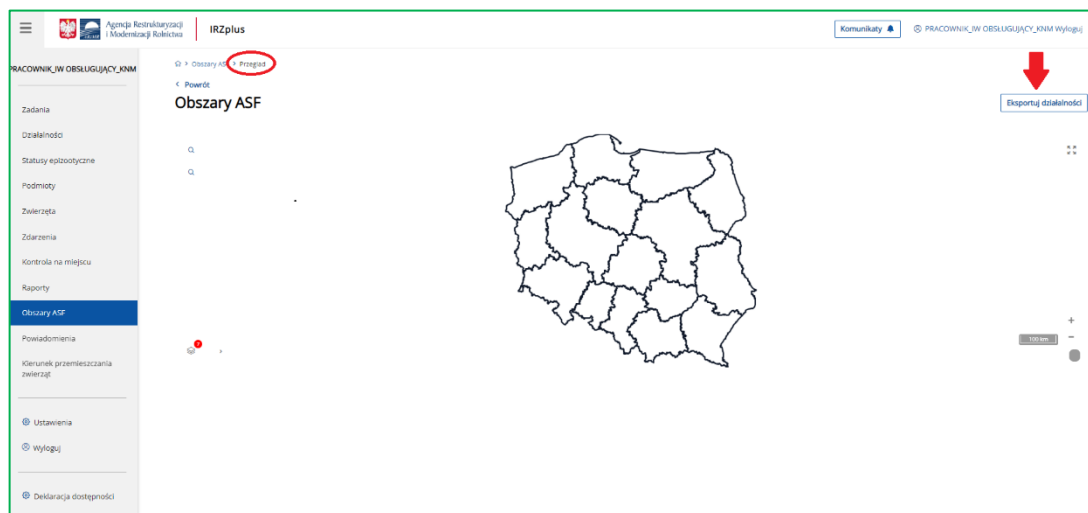 Agencja Restrukturyzacji
i Modernizacji Rolnictwa
IRZplus
Komunikaty
PRACOWNIK_IW OBSŁUGUJĄCY_KNM Wyloguj
PRACOWNIK_IW OBSŁUGUJĄCY_KNM
Obszary AS
Przegląd
Powrót
Obszary ASF
Eksportuj działalności
Zadania
Działalności
Statusy epizootyczne
Podmioty
Zwierzęta
Zdarzenia
Kontrola na miejscu
Raporty
Obszary ASF
Powiadomienia
Kierunek przemieszczania
zwierząt
100 km
7
Ustawienia
Wyloguj
Deklaracja dostępności